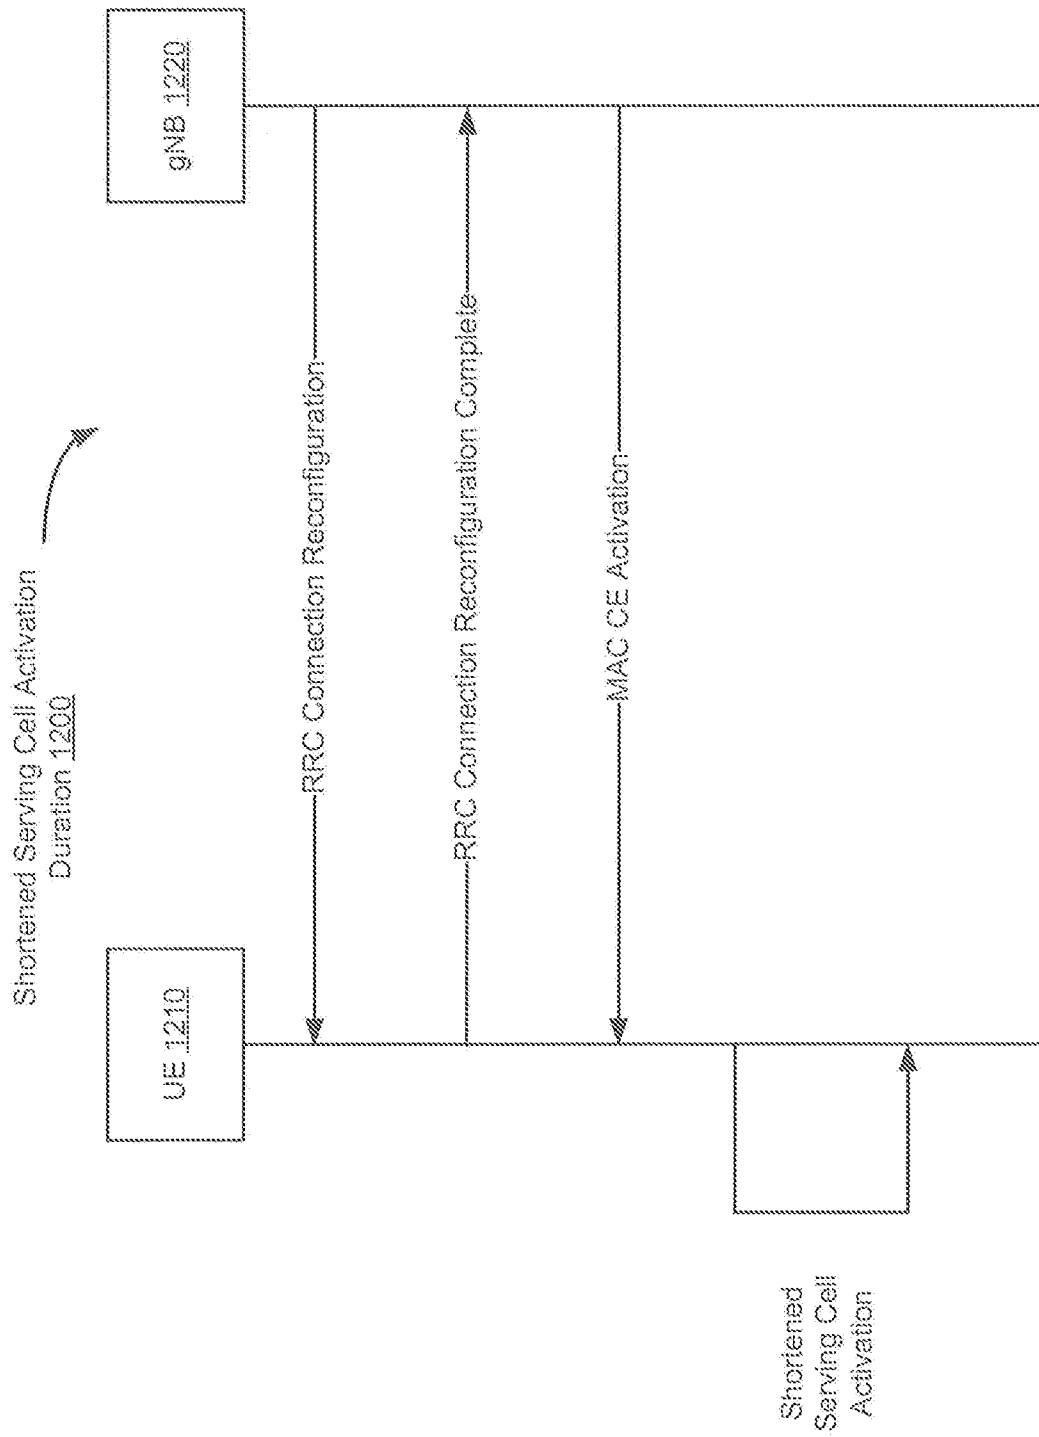 Shortened Serving Cell Activation
Duration 1200
UE 1210
gNB 1220
RRC Connection Reconfiguration
RRC Connection Reconfiguration Complete
MAC CE Activation
Shortened
Serving Cell
Activation